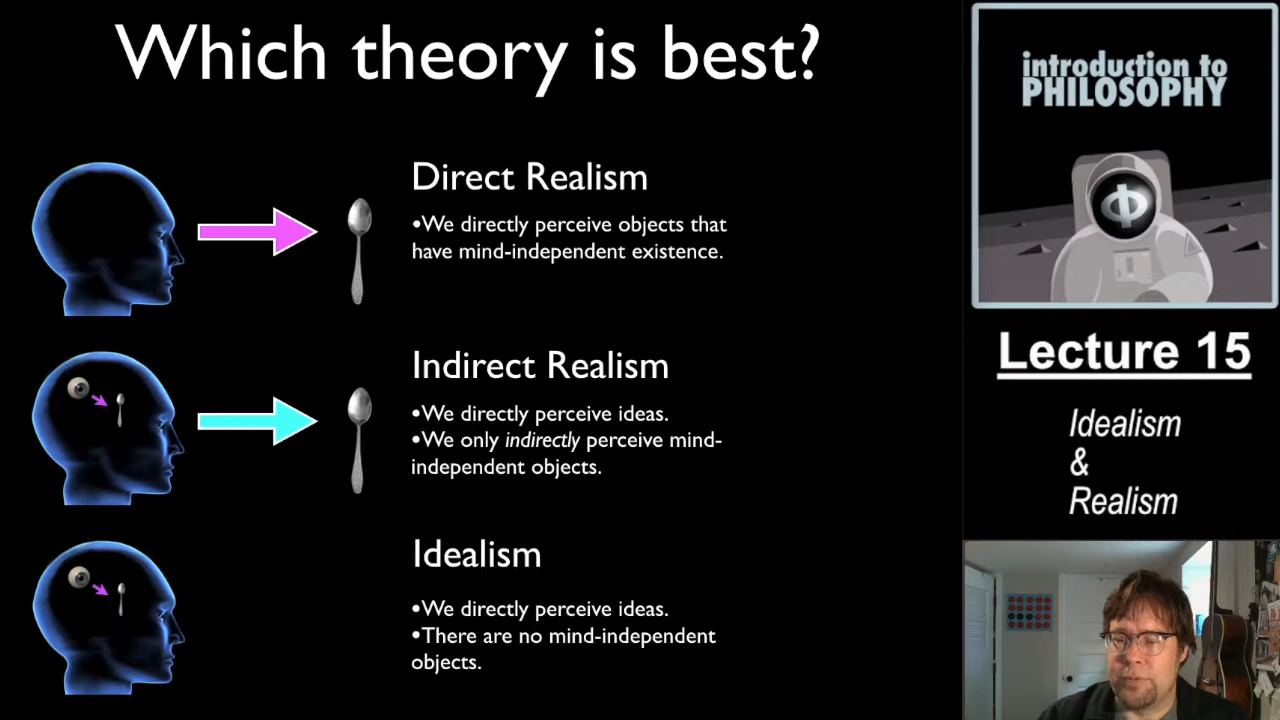 Which theory is best?
Direct Realism
•We directly perceive objects that
have mind-independent existence.
Indirect Realism
•We directly perceive ideas.
•We only indirectly perceive mind-
independent objects.
Idealism
•We directly perceive ideas.
•There are no mind-independent
objects.
introduction to
PHILOSOPHY
Φ
Lecture 15
Idealism
&
Realism